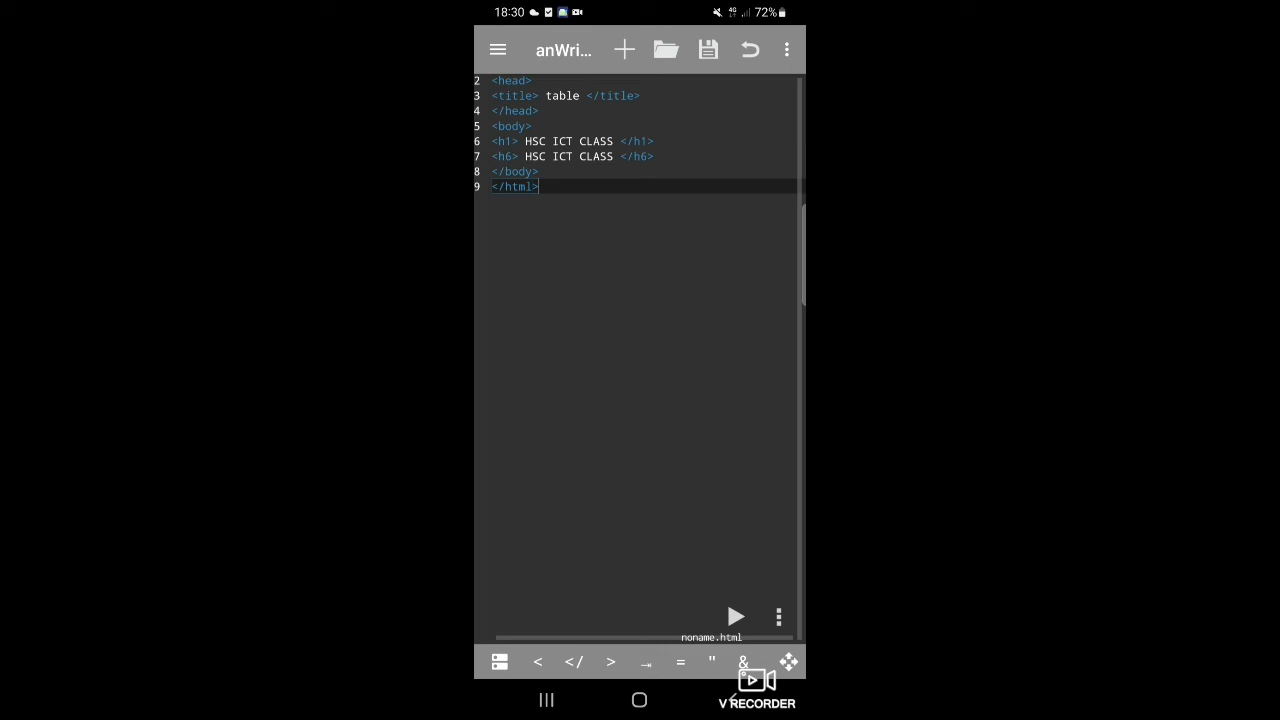 18:30 4G 72%
anWri...
2 <head>
3 <title> table </title>
4 </head>
5 <body>
6 <h1> HSC ICT CLASS </h1>
7 <h6> HSC ICT CLASS </h6>
8 </body>
9 </html>
noname.html
< </ > = " &
V RECORDER